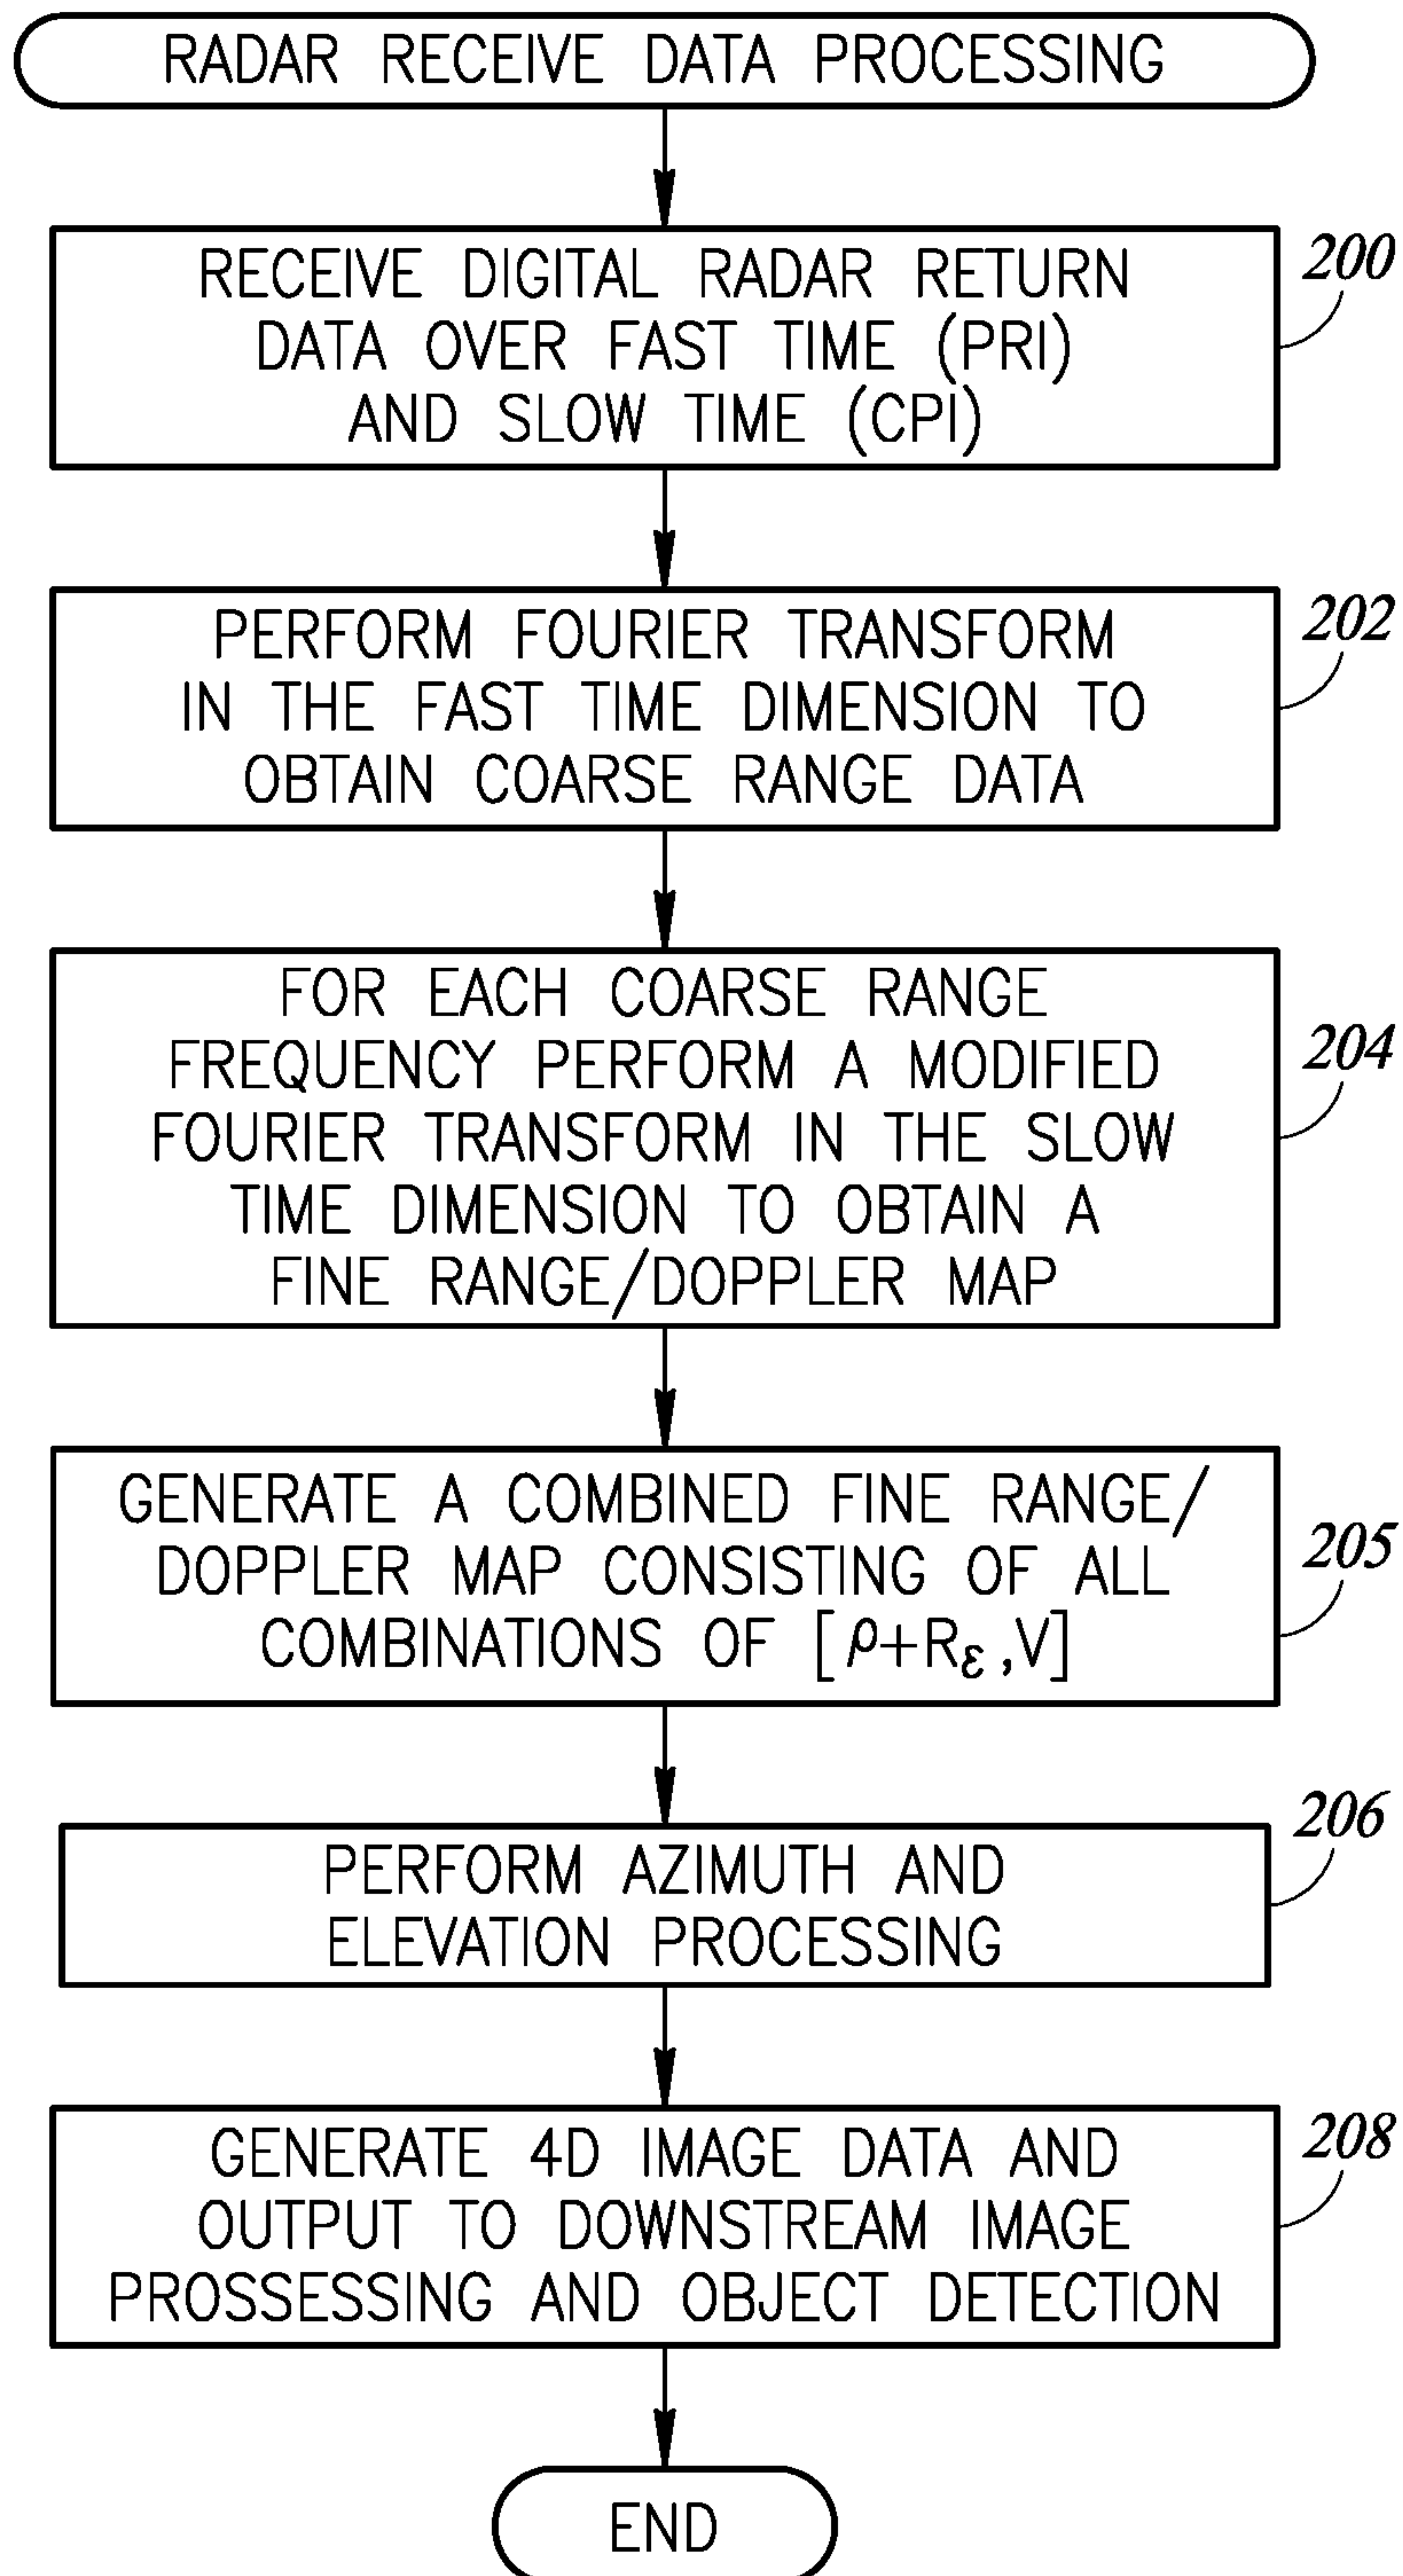 RADAR RECEIVE DATA PROCESSING
RECEIVE DIGITAL RADAR RETURN
DATA OVER FAST TIME (PRI)
AND SLOW TIME (CPI)
200
PERFORM FOURIER TRANSFORM
IN THE FAST TIME DIMENSION TO
OBTAIN COARSE RANGE DATA
202
FOR EACH COARSE RANGE
FREQUENCY PERFORM A MODIFIED
FOURIER TRANSFORM IN THE SLOW
TIME DIMENSION TO OBTAIN A
FINE RANGE/DOPPLER MAP
204
GENERATE A COMBINED FINE RANGE/
DOPPLER MAP CONSISTING OF ALL
COMBINATIONS OF [ρ+Rε,V]
205
PERFORM AZIMUTH AND
ELEVATION PROCESSING
206
GENERATE 4D IMAGE DATA AND
OUTPUT TO DOWNSTREAM IMAGE
PROSSESSING AND OBJECT DETECTION
208
END